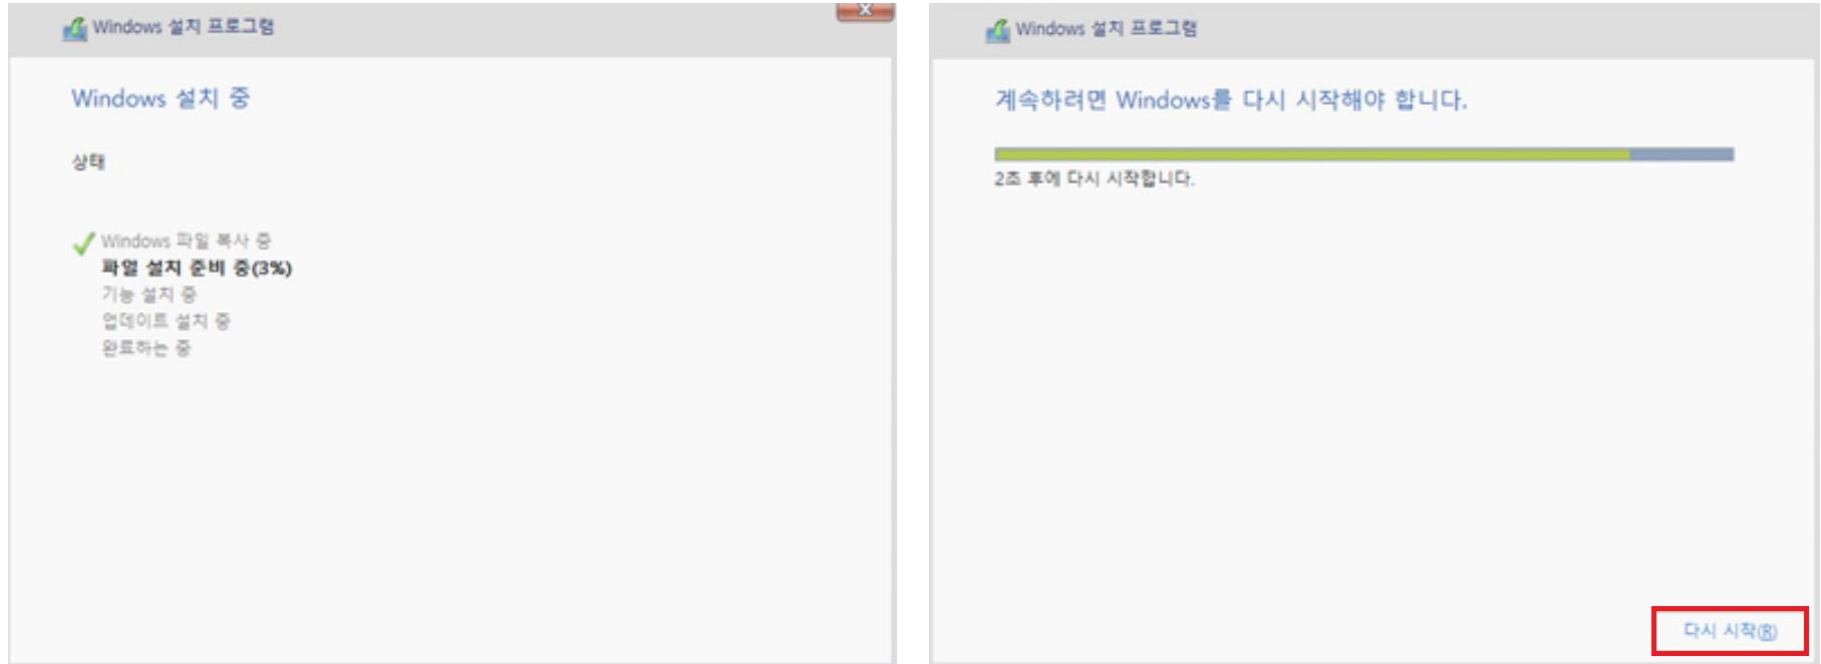 Windows 설치 프로그램
Windows 설치 중
상태
Windows 파일 복사 중
파일 설치 준비 중(3%)
기능 설치 중
업데이트 설치 중
완료하는 중
Windows 설치 프로그램
계속하려면 Windows를 다시 시작해야 합니다.
2초 후에 다시 시작합니다.
다시 시작(R)